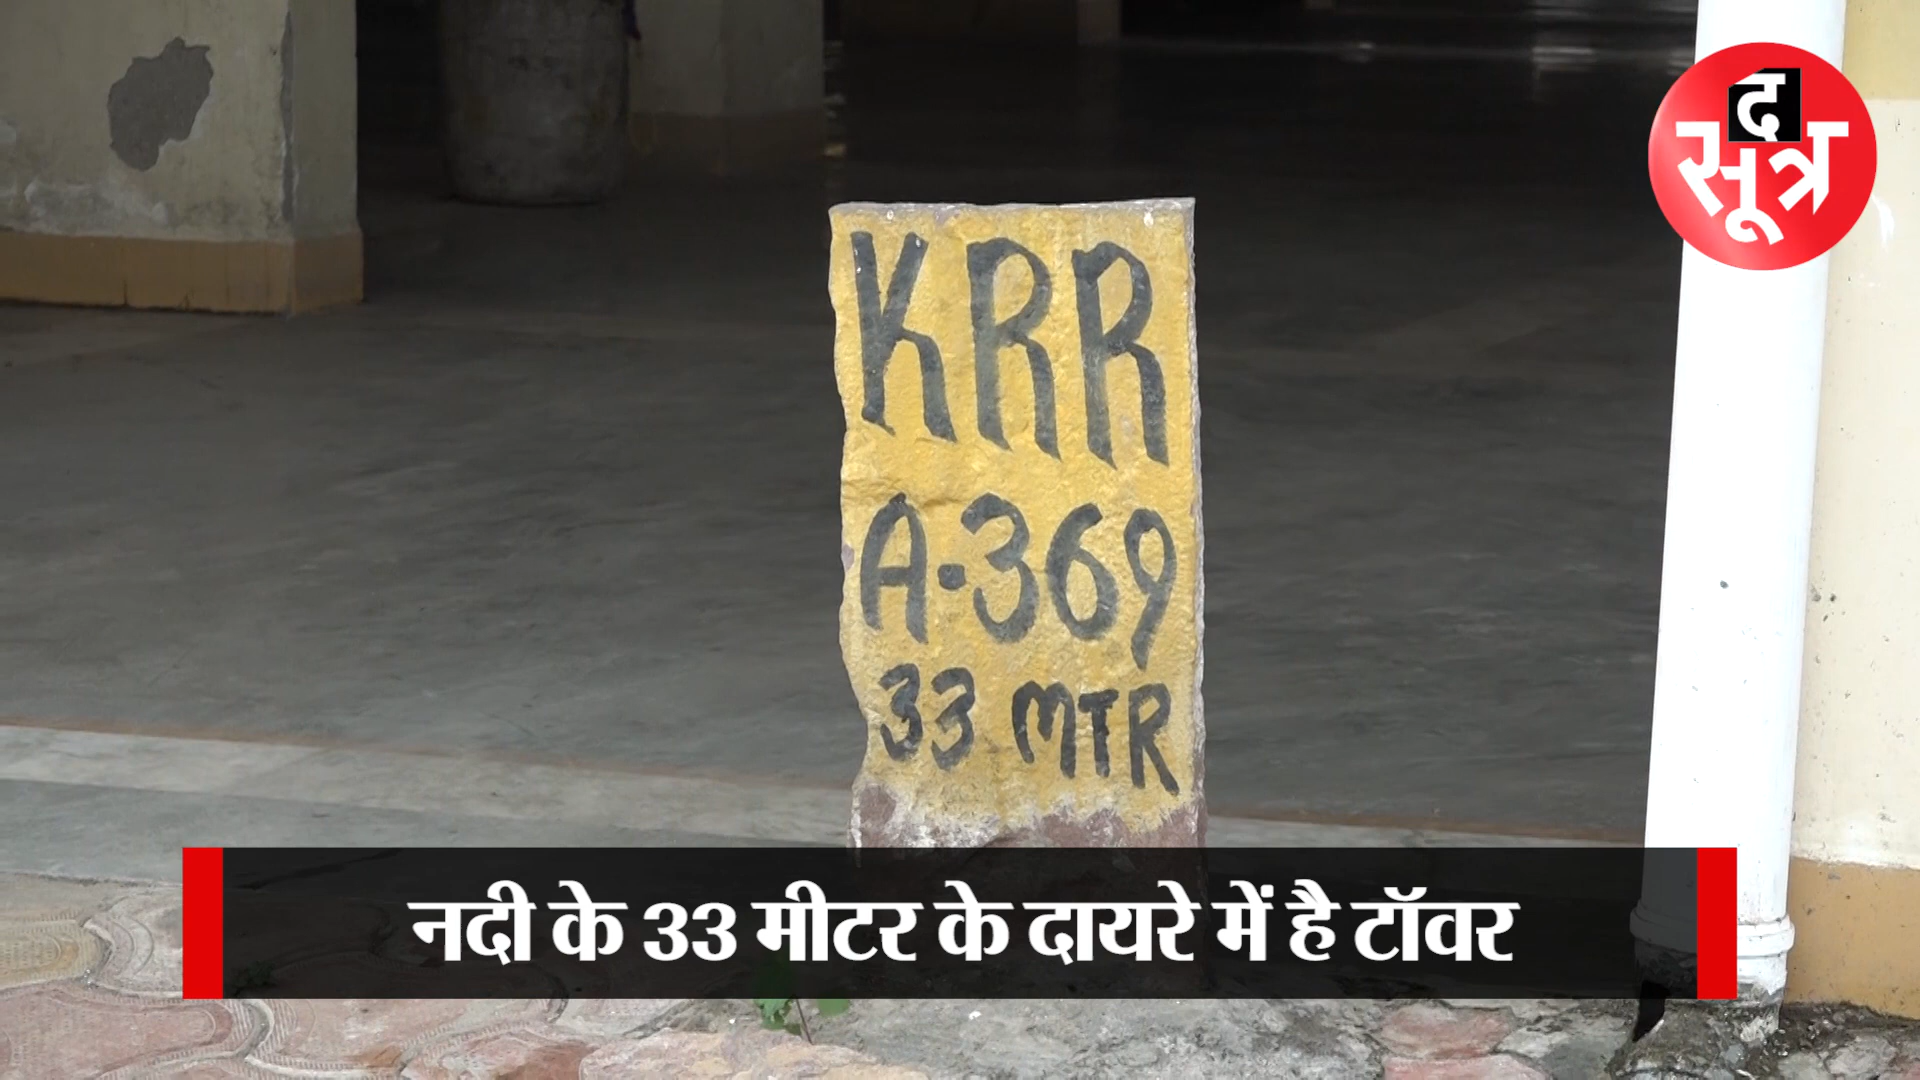 द
सूत्र
KRR
A·369
33 MTR
नदी के 33 मीटर के दायरे में है टॉवर